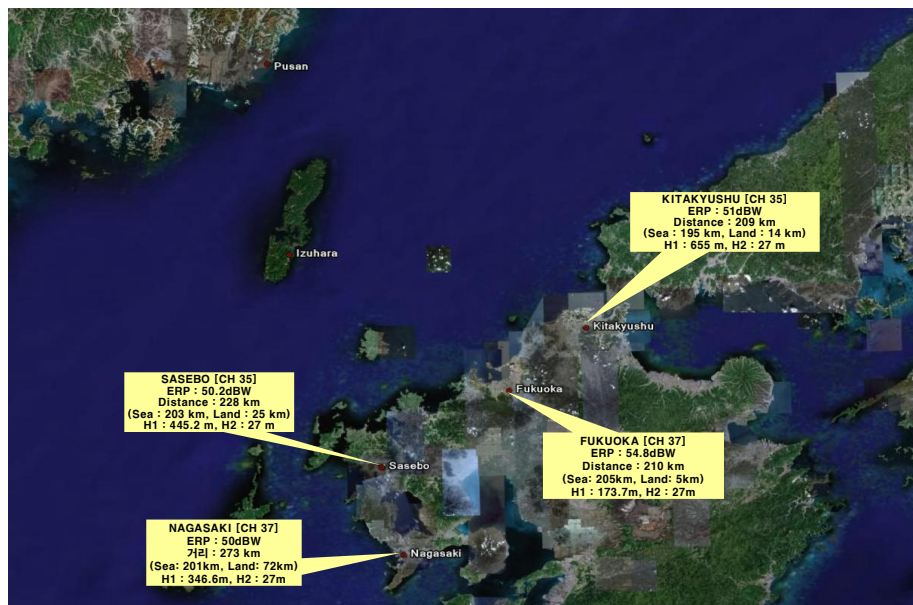 Pusan
KITAKYUSHU [CH 35]
ERP : 51dBW
Distance : 209 km
(Sea : 195 km, Land : 14 km)
H1 : 655 m, H2 : 27 m
Izuhara
Kitakyushu
SASEBO [CH 35]
ERP : 50.2dBW
Distance : 228 km
(Sea : 203 km, Land : 25 km)
H1 : 445.2 m, H2 : 27 m
Fukuoka
FUKUOKA [CH 37]
ERP : 54.8dBW
Distance : 210 km
(Sea: 205km, Land: 5km)
H1 : 173.7m, H2 : 27m
Sasebo
NAGASAKI [CH 37]
ERP : 50dBW
거리 : 273 km
(Sea: 201km, Land: 72km)
H1 : 346.6m, H2 : 27m
Nagasaki